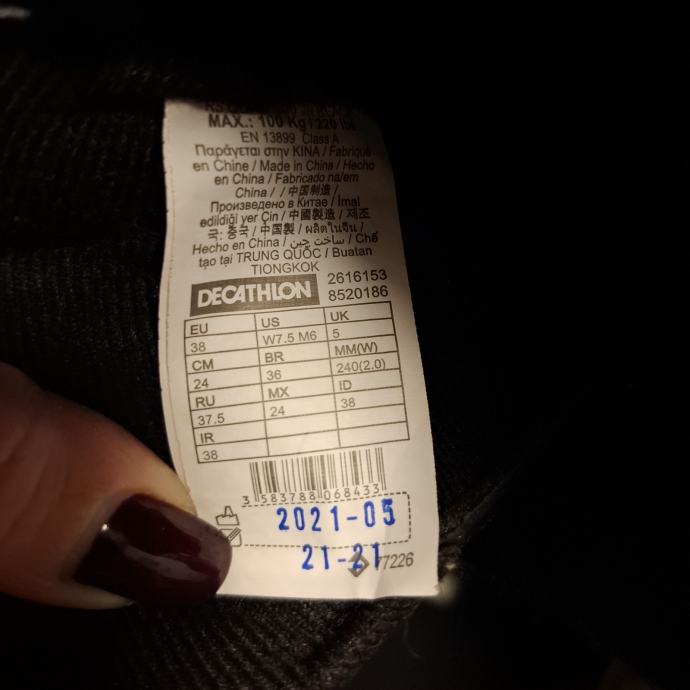 MAX.: 100 Kg / 220 lbs
EN 13899 Class A
Παράγεται στην ΚΙΝΑ / Fabriqué
en Chine / Made in China / Hecho
en China / Fabricado na/em
China / / 中国制造 /
Произведено в Китае / İmal
edildiği yer Çin / 中國製造 / 제조
국: 중국 / 中国製 / ผลิตในจีน /
Hecho en China / ساخت چین / Chế
tạo tại TRUNG QUỐC / Buatan
TIONGKOK
DECATHLON 2616153
8520186
EU US UK
38 W7.5 M6 5
CM BR MM(W)
24 36 240(2.0)
RU MX ID
37.5 24 38
IR
38
3 583788 068433
2021-05
21-21 77226